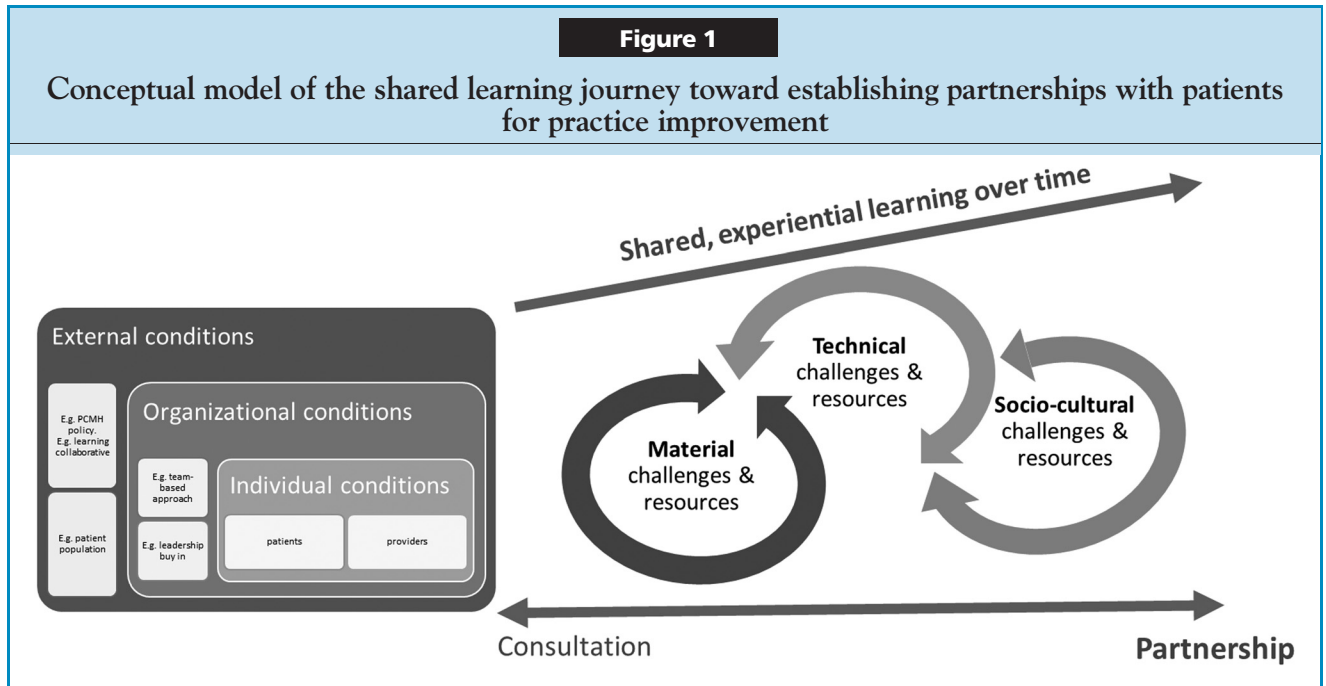 Figure 1
Conceptual model of the shared learning journey toward establishing partnerships with patients
for practice improvement
Shared, experiential learning over time
External conditions
E.g. PCMH
policy.
E.g. learning
collaborative
E.g. patient
population
Organizational conditions
E.g. team-
based
approach
E.g. leadership
buy in
Individual conditions
patients
providers
Material
challenges &
resources
Technical
challenges &
resources
Socio-cultural
challenges &
resources
Consultation
Partnership